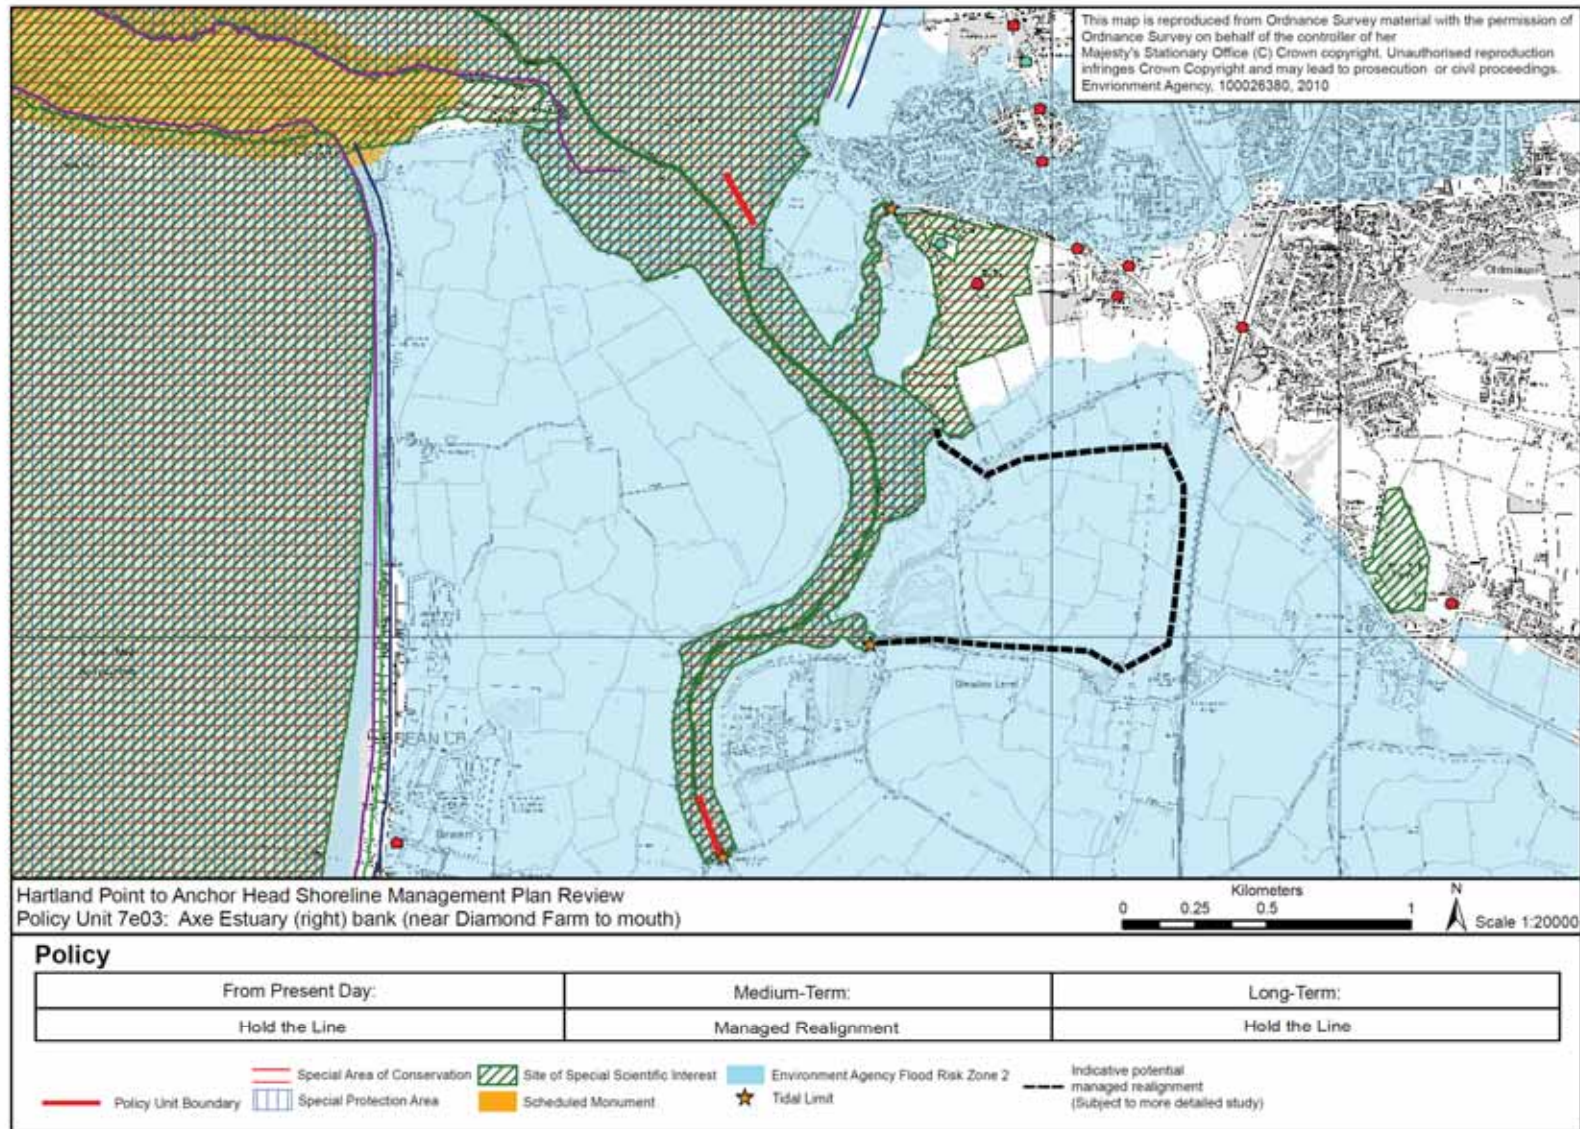 This map is reproduced from Ordnance Survey material with the permission of
Ordnance Survey on behalf of the controller of her
Majesty's Stationary Office (C) Crown copyright. Unauthorised reproduction
infringes Crown Copyright and may lead to prosecution or civil proceedings.
Envrionment Agency, 100026380, 2010
Brean
Hartland Point to Anchor Head Shoreline Management Plan Review
Policy Unit 7e03: Axe Estuary (right) bank (near Diamond Farm to mouth)
Kilometers
0 0.25 0.5 1
N
Scale 1:20000
Policy
From Present Day: Medium-Term: Long-Term:
Hold the Line Managed Realignment Hold the Line
Policy Unit Boundary
Special Area of Conservation
Special Protection Area
Site of Special Scientific Interest
Scheduled Monument
Environment Agency Flood Risk Zone 2
Tidal Limit
Indicative potential
managed realignment
(Subject to more detailed study)